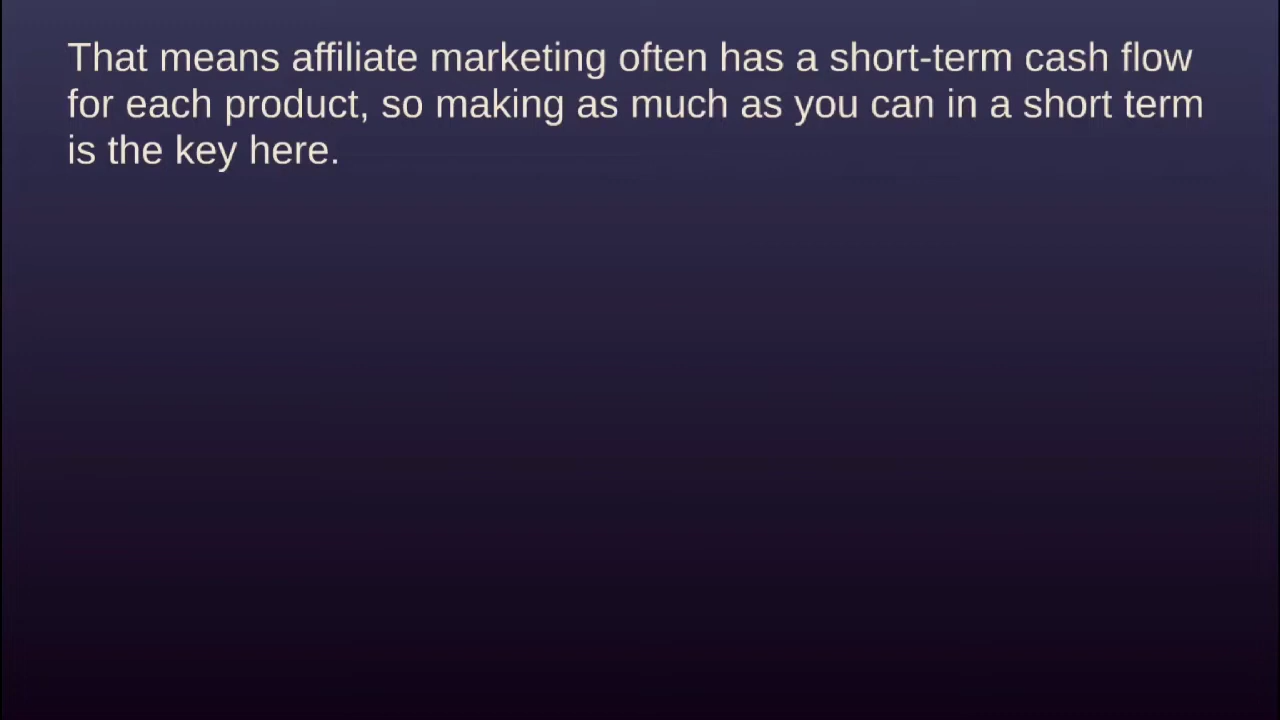 That means affiliate marketing often has a short-term cash flow
for each product, so making as much as you can in a short term
is the key here.